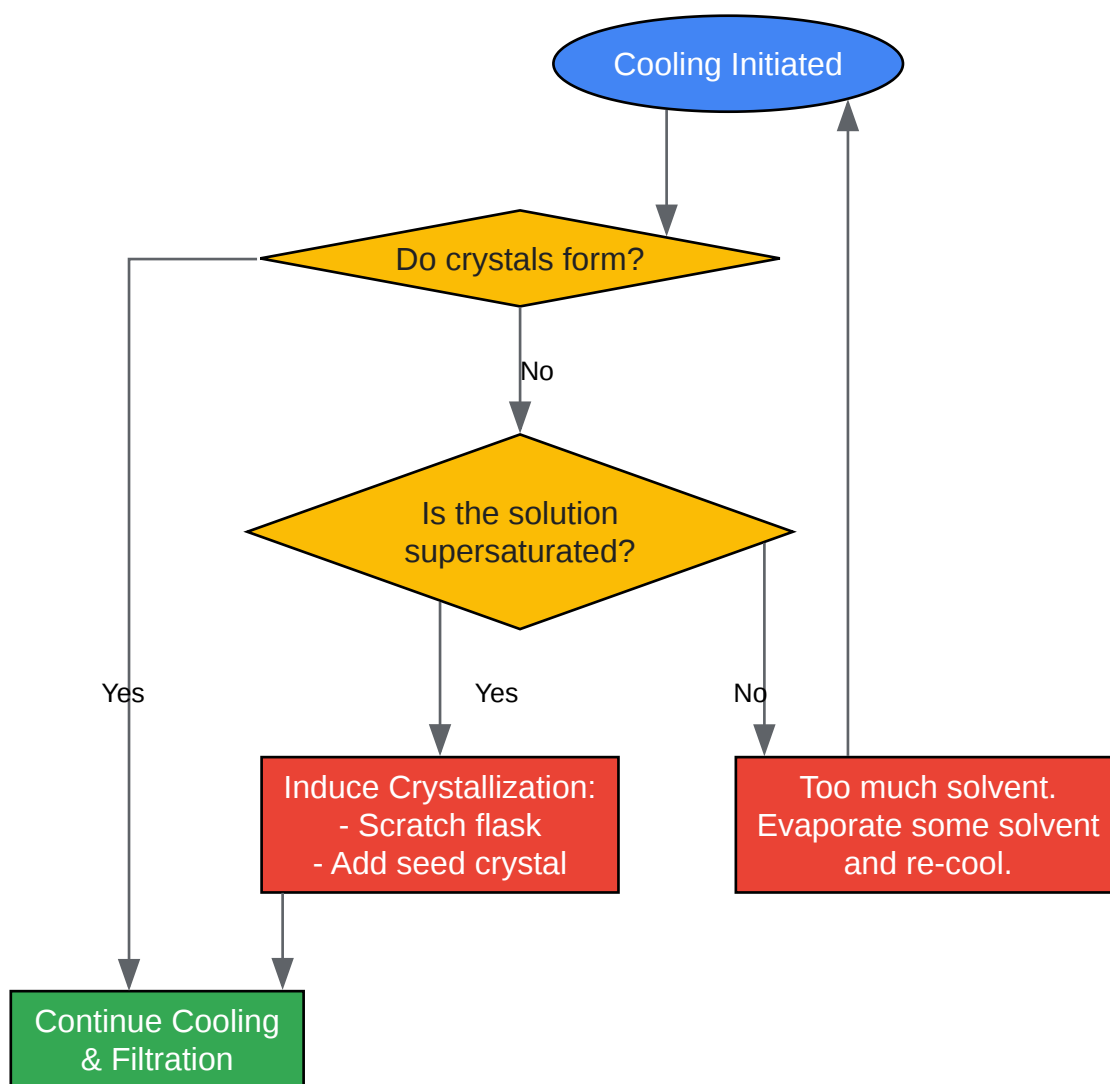 Cooling Initiated
Do crystals form?
No
Is the solution
supersaturated?
Yes
Yes
No
Induce Crystallization:
- Scratch flask
- Add seed crystal
Too much solvent.
Evaporate some solvent
and re-cool.
Continue Cooling
& Filtration